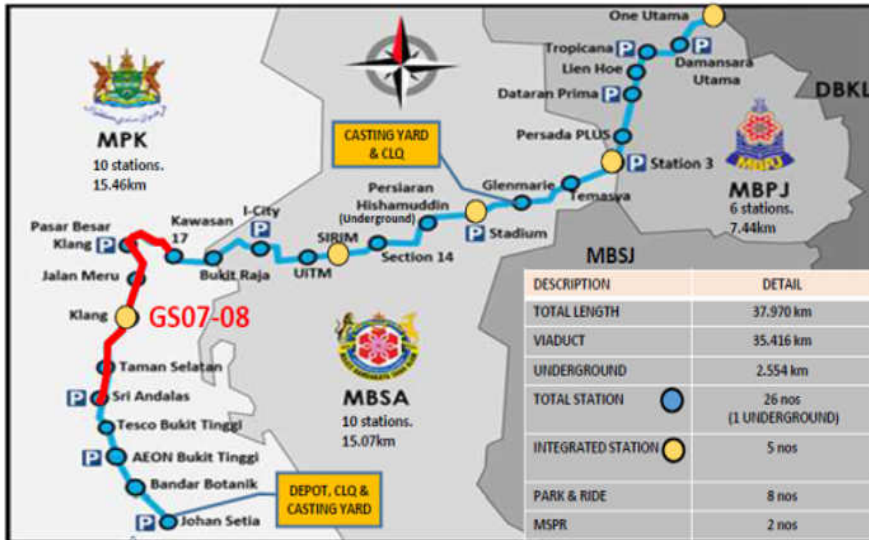 One Utama
P
Tropicana P
P
Damansara
Utama
Lien Hoe
Dataran Prima P
DBKL
Persada PLUS
MBPJ
P Station 3
MBPJ
6 stations.
7.44km
MPK
10 stations.
15.46km
CASTING YARD
& CLQ
Glenmarie
Temasya
Persiaran
Hishamuddin
(Underground)
P Stadium
I-City
P
Kawasan
17
Pasar Besar
Klang P
SIRIM
Section 14
UiTM
Bukit Raja
MBSJ
Jalan Meru
Klang
GS07-08
Taman Selatan
P Sri Andalas
Tesco Bukit Tinggi
P AEON Bukit Tinggi
Bandar Botanik
P Johan Setia
MBSA
10 stations.
15.07km
DEPOT, CLQ &
CASTING YARD
DESCRIPTION DETAIL
TOTAL LENGTH 37.970 km
VIADUCT 35.416 km
UNDERGROUND 2.554 km
TOTAL STATION 26 nos
(1 UNDERGROUND)
INTEGRATED STATION 5 nos
PARK & RIDE 8 nos
MSPR 2 nos